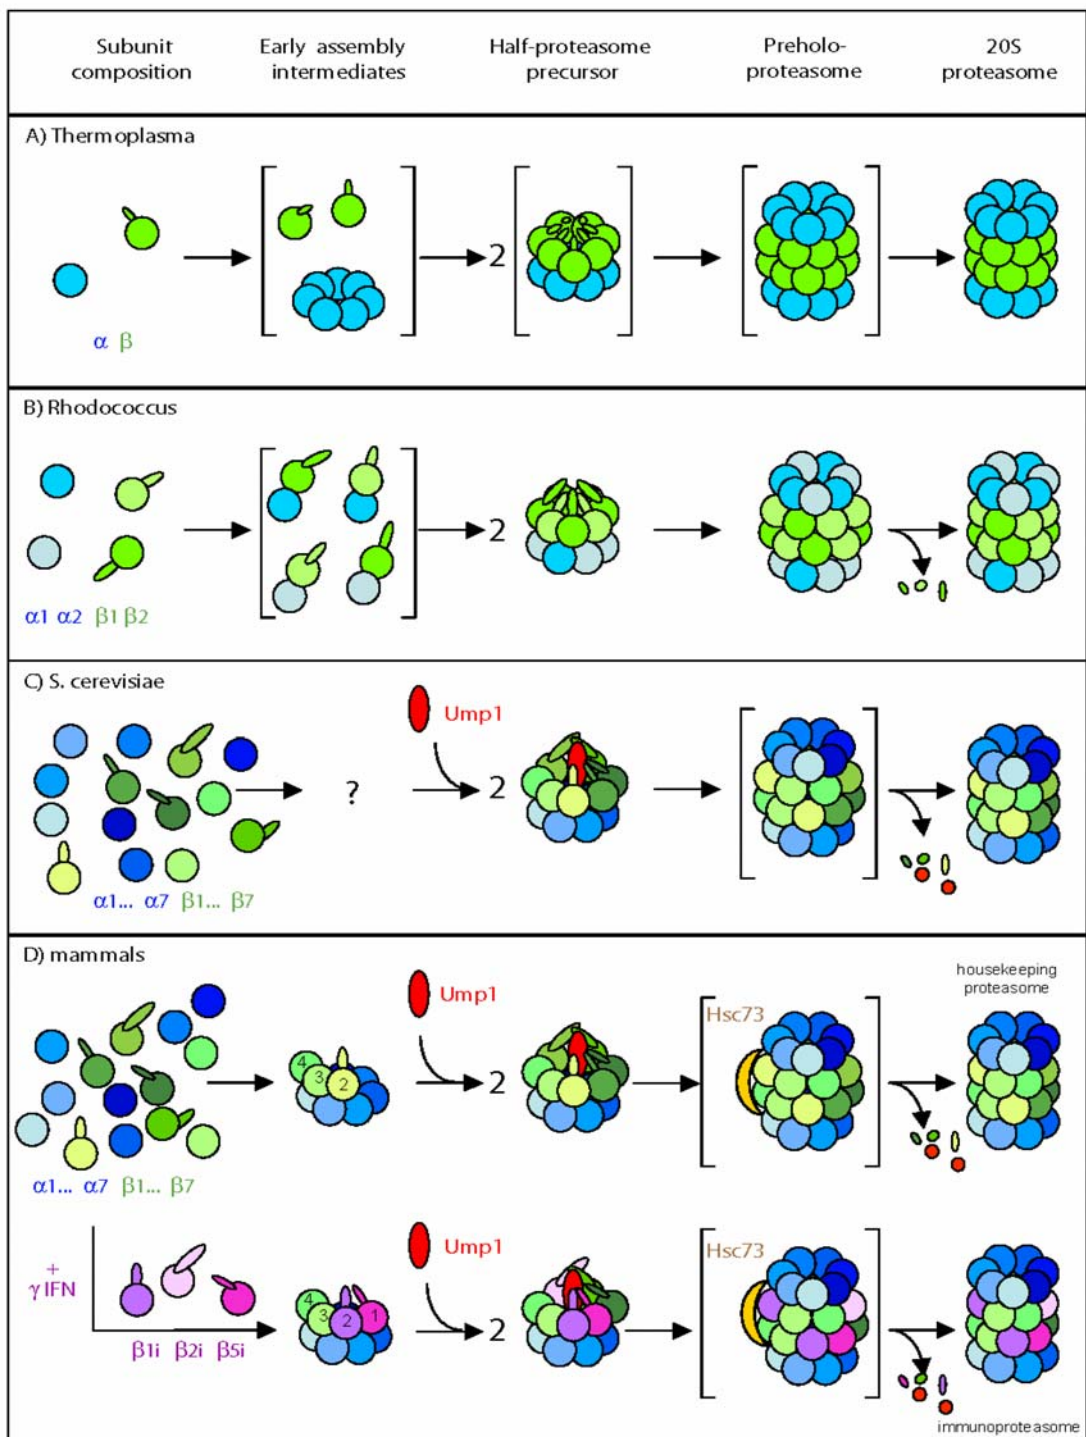 Subunit composition
Early assembly intermediates
Half-proteasome precursor
Preholo-proteasome
20S proteasome
A) Thermoplasma
2
α β
B) Rhodococcus
2
α1 α2 β1 β2
C) S. cerevisiae
Ump1
?
2
α1... α7 β1... β7
D) mammals
housekeeping
proteasome
Ump1
Hsc73
4
3
2
2
α1... α7 β1... β7
Ump1
Hsc73
+
γ IFN
4
3
2
1
2
β1i β2i β5i
immunoproteasome